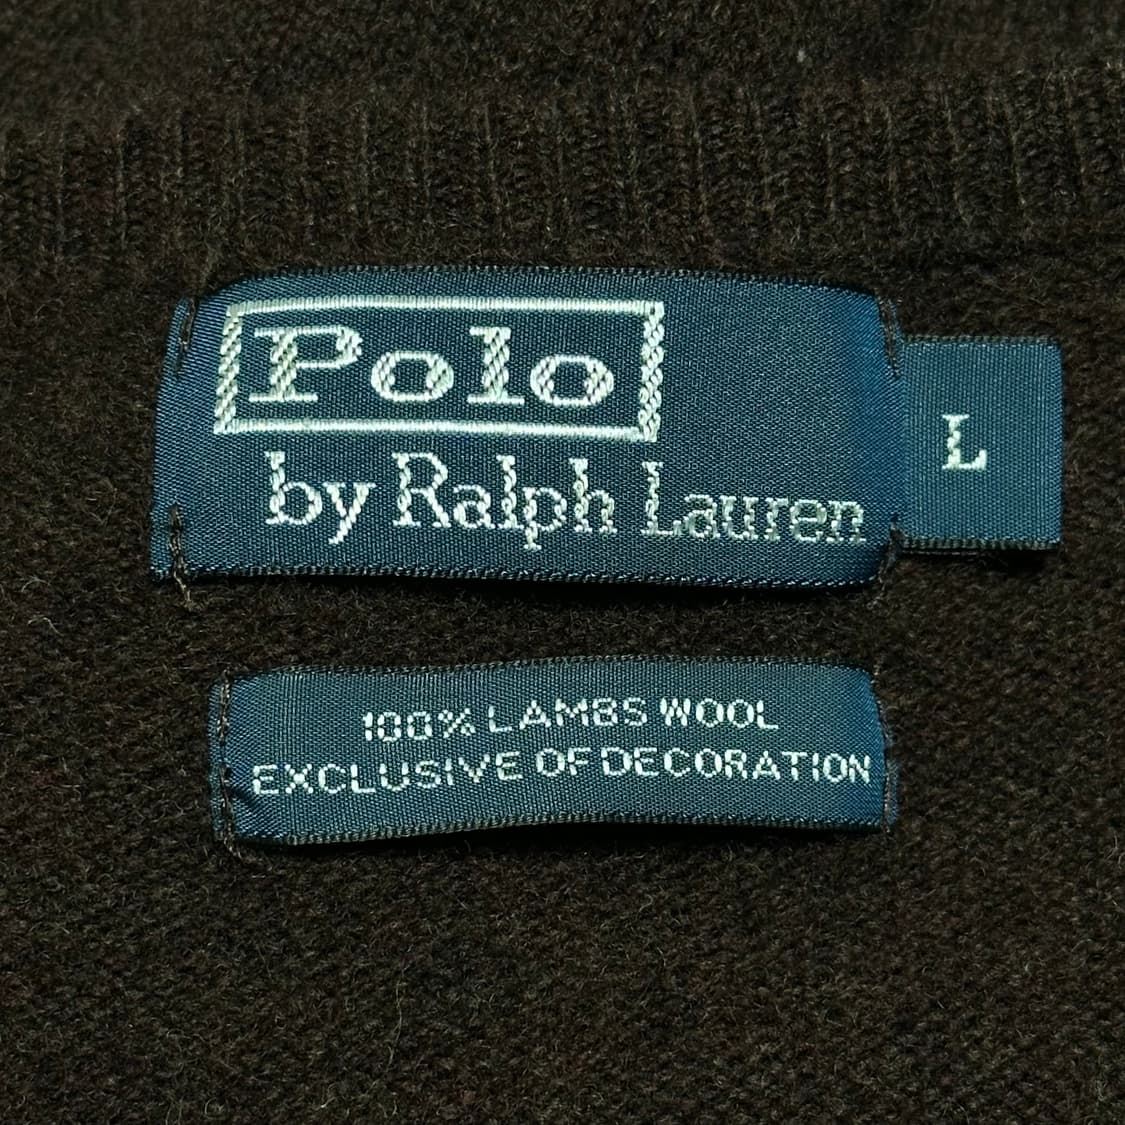 Polo
by Ralph Lauren
L
100% LAMBS WOOL
EXCLUSIVE OF DECORATION